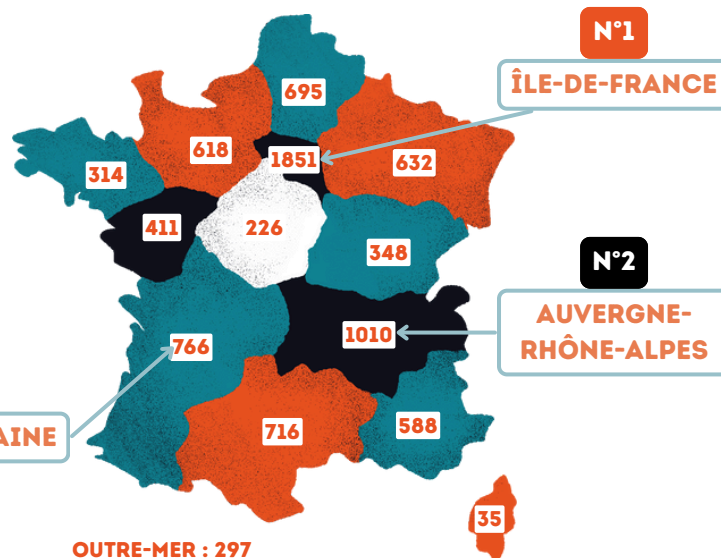 N°1
ÎLE-DE-FRANCE
695
618
1851
632
314
411
226
348
N°2
AUVERGNE-
RHÔNE-ALPES
766
1010
716
588
35
OUTRE-MER : 297